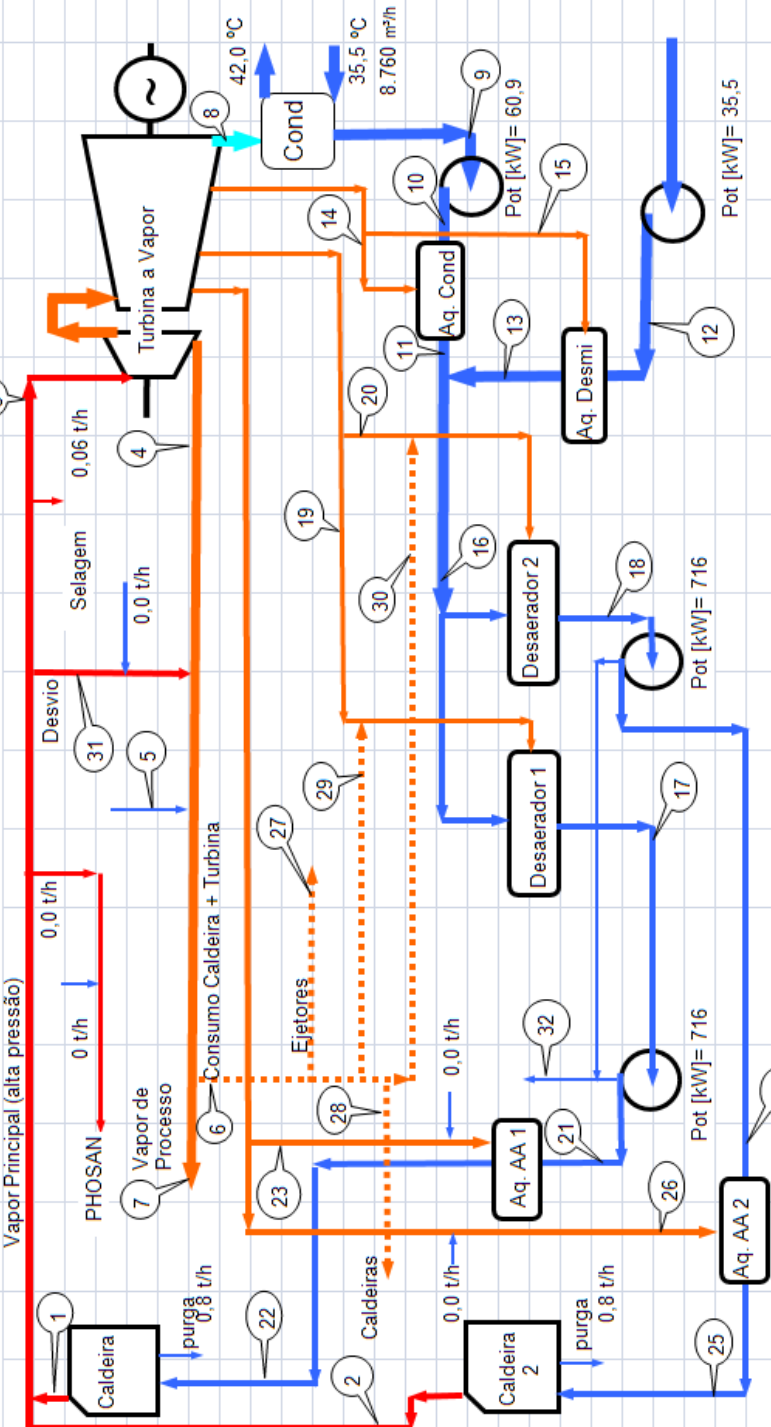 Vapor Principal (alta pressão)
1
Caldeira
0,0 t/h
0 t/h
PHOSAN
Desvio
31
Selagem
0,06 t/h
0,0 t/h
5
7
Vapor de
Processo
4
Turbina a Vapor
~
8
42,0 ºC
35,5 ºC
8.760 m³/h
Cond
purga
0,8 t/h
6
Consumo Caldeira + Turbina
22
23
27
Ejetores
29
19
30
20
14
10
9
Pot [kW]= 60,9
2
Caldeiras
28
0,0 t/h
0,0 t/h
32
16
11
Aq. Cond
13
15
Caldeira
2
purga
0,8 t/h
Aq. AA 1
21
Desaerador 1
Desaerador 2
18
Aq. Desmi
12
26
Pot [kW]= 716
17
Pot [kW]= 716
Pot [kW]= 35,5
25
Aq. AA 2